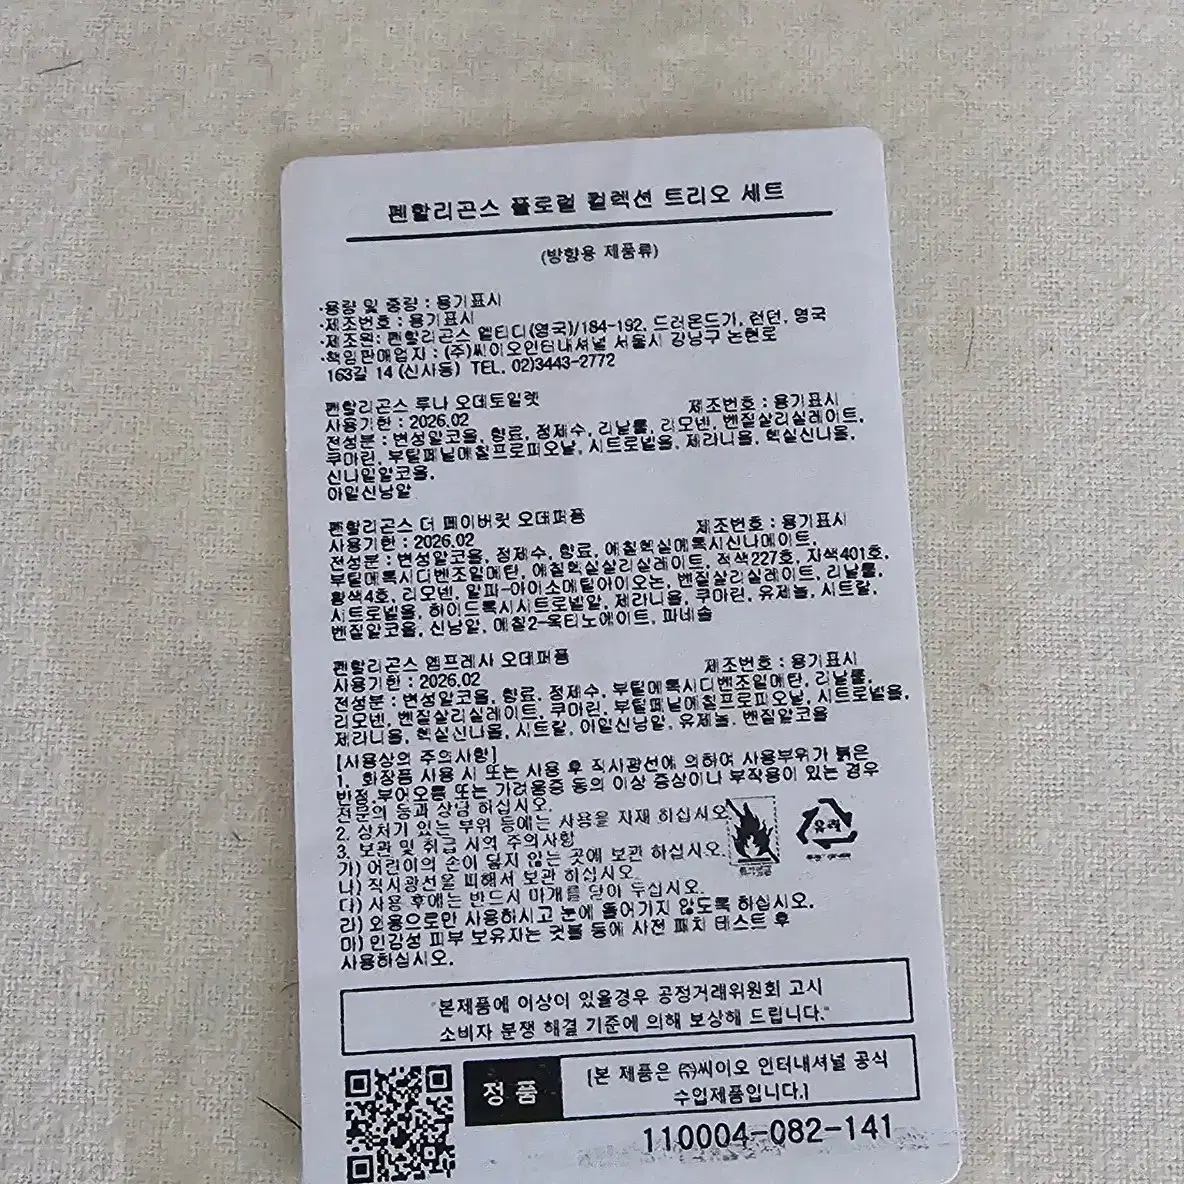 펜할리곤스 플로럴 컬렉션 트리오 세트
(방향용 제품류)
·용량 및 중량 : 용기표시
·제조번호 : 용기표시
·제조원: 펜할리곤스 엘티디(영국)/184-192, 드러몬드가, 런던, 영국
·책임판매업자 : (주)씨이오인터내셔널 서울시 강남구 논현로
163길 14 (신사동) TEL. 02)3443-2772
펜할리곤스 루나 오데토일렛 제조번호 : 용기표시
사용기한 : 2026.02
전성분 : 변성알코올, 향료, 정제수, 리날룰, 리모넨, 벤질살리실레이트,
쿠마린, 부틸페닐메칠프로피오날, 시트로넬올, 제라니올, 헥실신나몰,
신나밀알코올,
아밀신남알
펜할리곤스 더 페이버릿 오데퍼퓸 제조번호 : 용기표시
사용기한 : 2026.02
전성분 : 변성알코올, 정제수, 향료, 에칠헥실메톡시신나메이트,
부틸메톡시디벤조일메탄, 에칠헥실살리실레이트, 적색227호, 자색401호,
황색4호, 리모넨, 알파-아이소메틸아이오논, 벤질살리실레이트, 리날룰,
시트로넬올, 하이드록시시트로넬알, 제라니올, 쿠마린, 유제놀, 시트랄,
벤질알코올, 신남알, 메칠2-옥티노에이트, 파네솔
펜할리곤스 엠프레사 오데퍼퓸 제조번호 : 용기표시
사용기한 : 2026.02
전성분 : 변성알코올, 향료, 정제수, 부틸메톡시디벤조일메탄, 리날룰,
리모넨, 벤질살리실레이트, 쿠마린, 부틸페닐메칠프로피오날, 시트로넬올,
제라니올, 헥실신나몰, 시트랄, 아밀신남알, 유제놀, 벤질알코올
[사용상의 주의사항]
1. 화장품 사용 시 또는 사용 후 직사광선에 의하여 사용부위가 붉은
반점,부어오름 또는 가려움증 등의 이상 증상이나 부작용이 있는 경우
전문의 등과 상담 하십시오.
2. 상처가 있는 부위 등에는 사용을 자제 하십시오
3. 보관 및 취급 시의 주의사항
가) 어린이의 손이 닿지 않는 곳에 보관 하십시오.
나) 직사광선을 피해서 보관 하십시오.
다) 사용 후에는 반드시 마개를 닫아 두십시오.
라) 외용으로만 사용하시고 눈에 들어가지 않도록 하십시오.
마) 민감성 피부 보유자는 귓볼 등에 사전 패치 테스트 후
사용하십시오.
유리
"본제품에 이상이 있을경우 공정거래위원회 고시
소비자 분쟁 해결 기준에 의해 보상해 드립니다."
정 품
[본 제품은 ㈜씨이오 인터내셔널 공식
수입제품입니다.]
110004-082-141